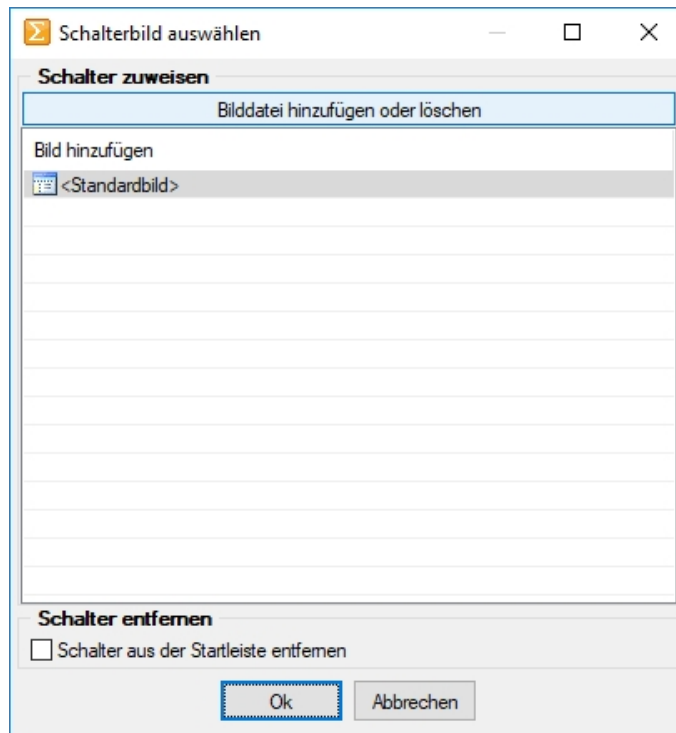 Schalterbild auswählen
Schalter zuweisen
Bilddatei hinzufügen oder löschen
Bild hinzufügen
<Standardbild>
Schalter entfernen
Schalter aus der Startleiste entfernen
Ok
Abbrechen